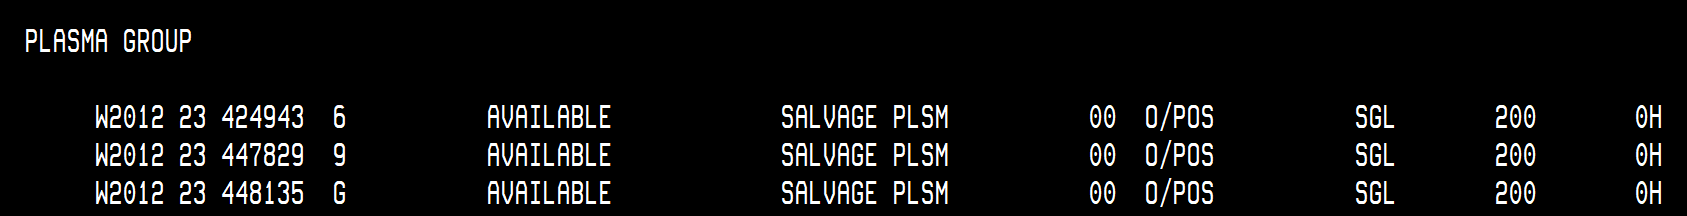 PLASMA GROUP
W2012 23 424943 6 AVAILABLE SALVAGE PLSM 00 O/POS SGL 200 0H
W2012 23 447829 9 AVAILABLE SALVAGE PLSM 00 O/POS SGL 200 0H
W2012 23 448135 G AVAILABLE SALVAGE PLSM 00 O/POS SGL 200 0H